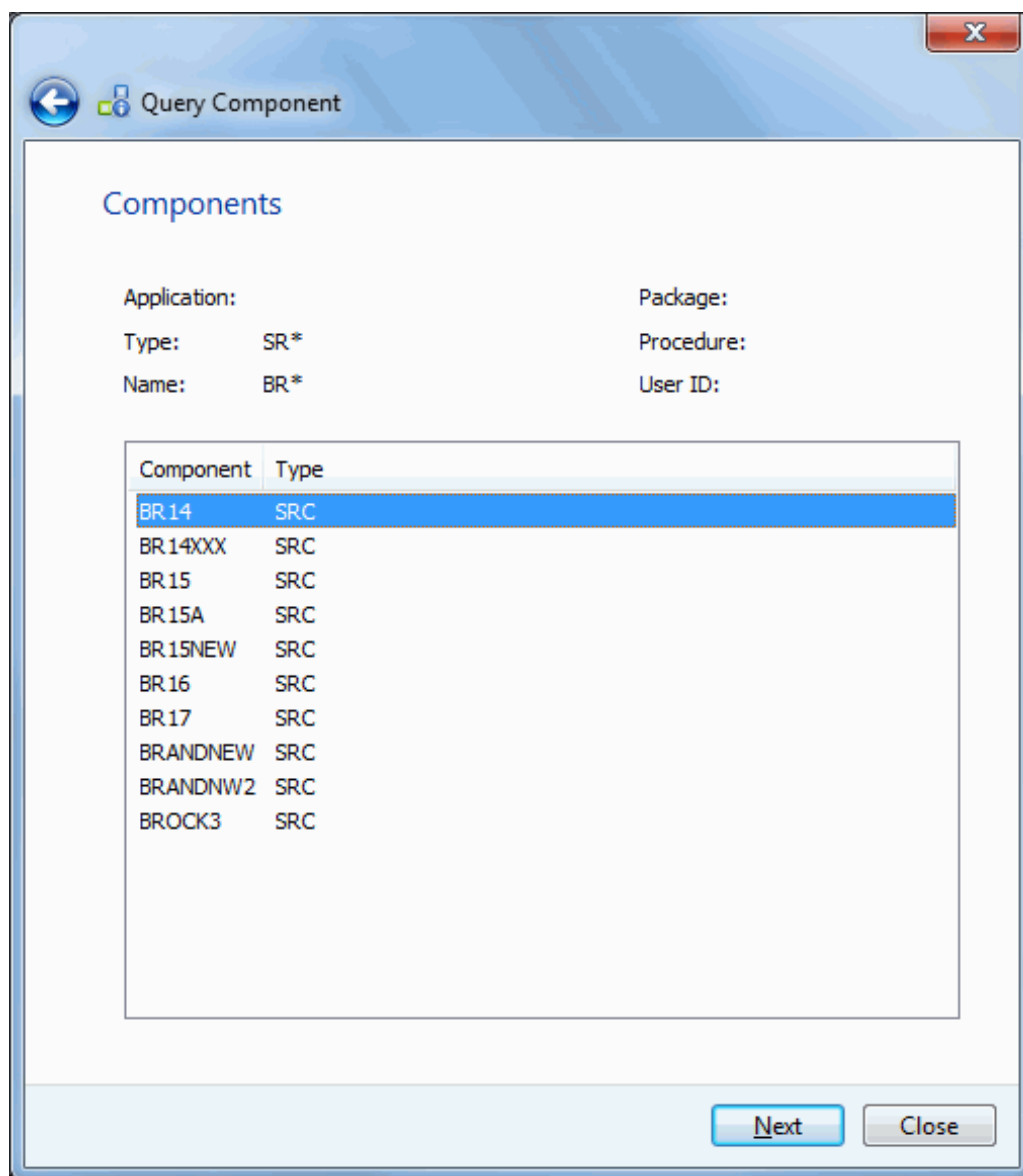 Query Component
Components
Application: Package:
Type: SR* Procedure:
Name: BR* User ID:
Component Type
BR14 SRC
BR14XXX SRC
BR15 SRC
BR15A SRC
BR15NEW SRC
BR16 SRC
BR17 SRC
BRANDNEW SRC
BRANDNW2 SRC
BROCK3 SRC
Next Close